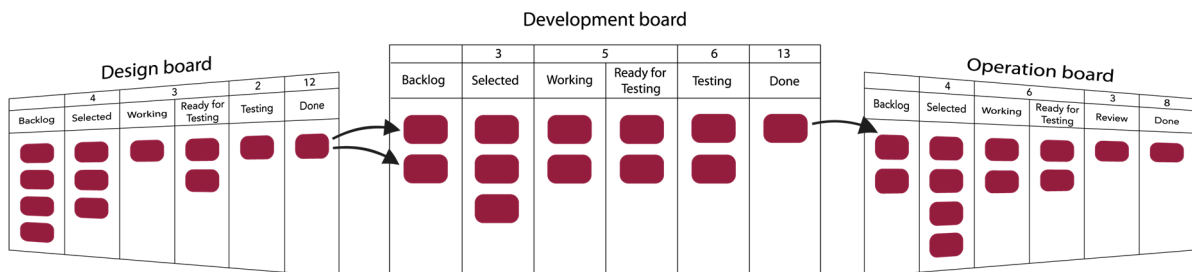 Development board
Design board
Operation board
4 3 2 12
Backlog Selected Working Ready for Testing Testing Done
3 5 6 13
Backlog Selected Working Ready for Testing Testing Done
4 6 3 8
Backlog Selected Working Ready for Testing Review Done